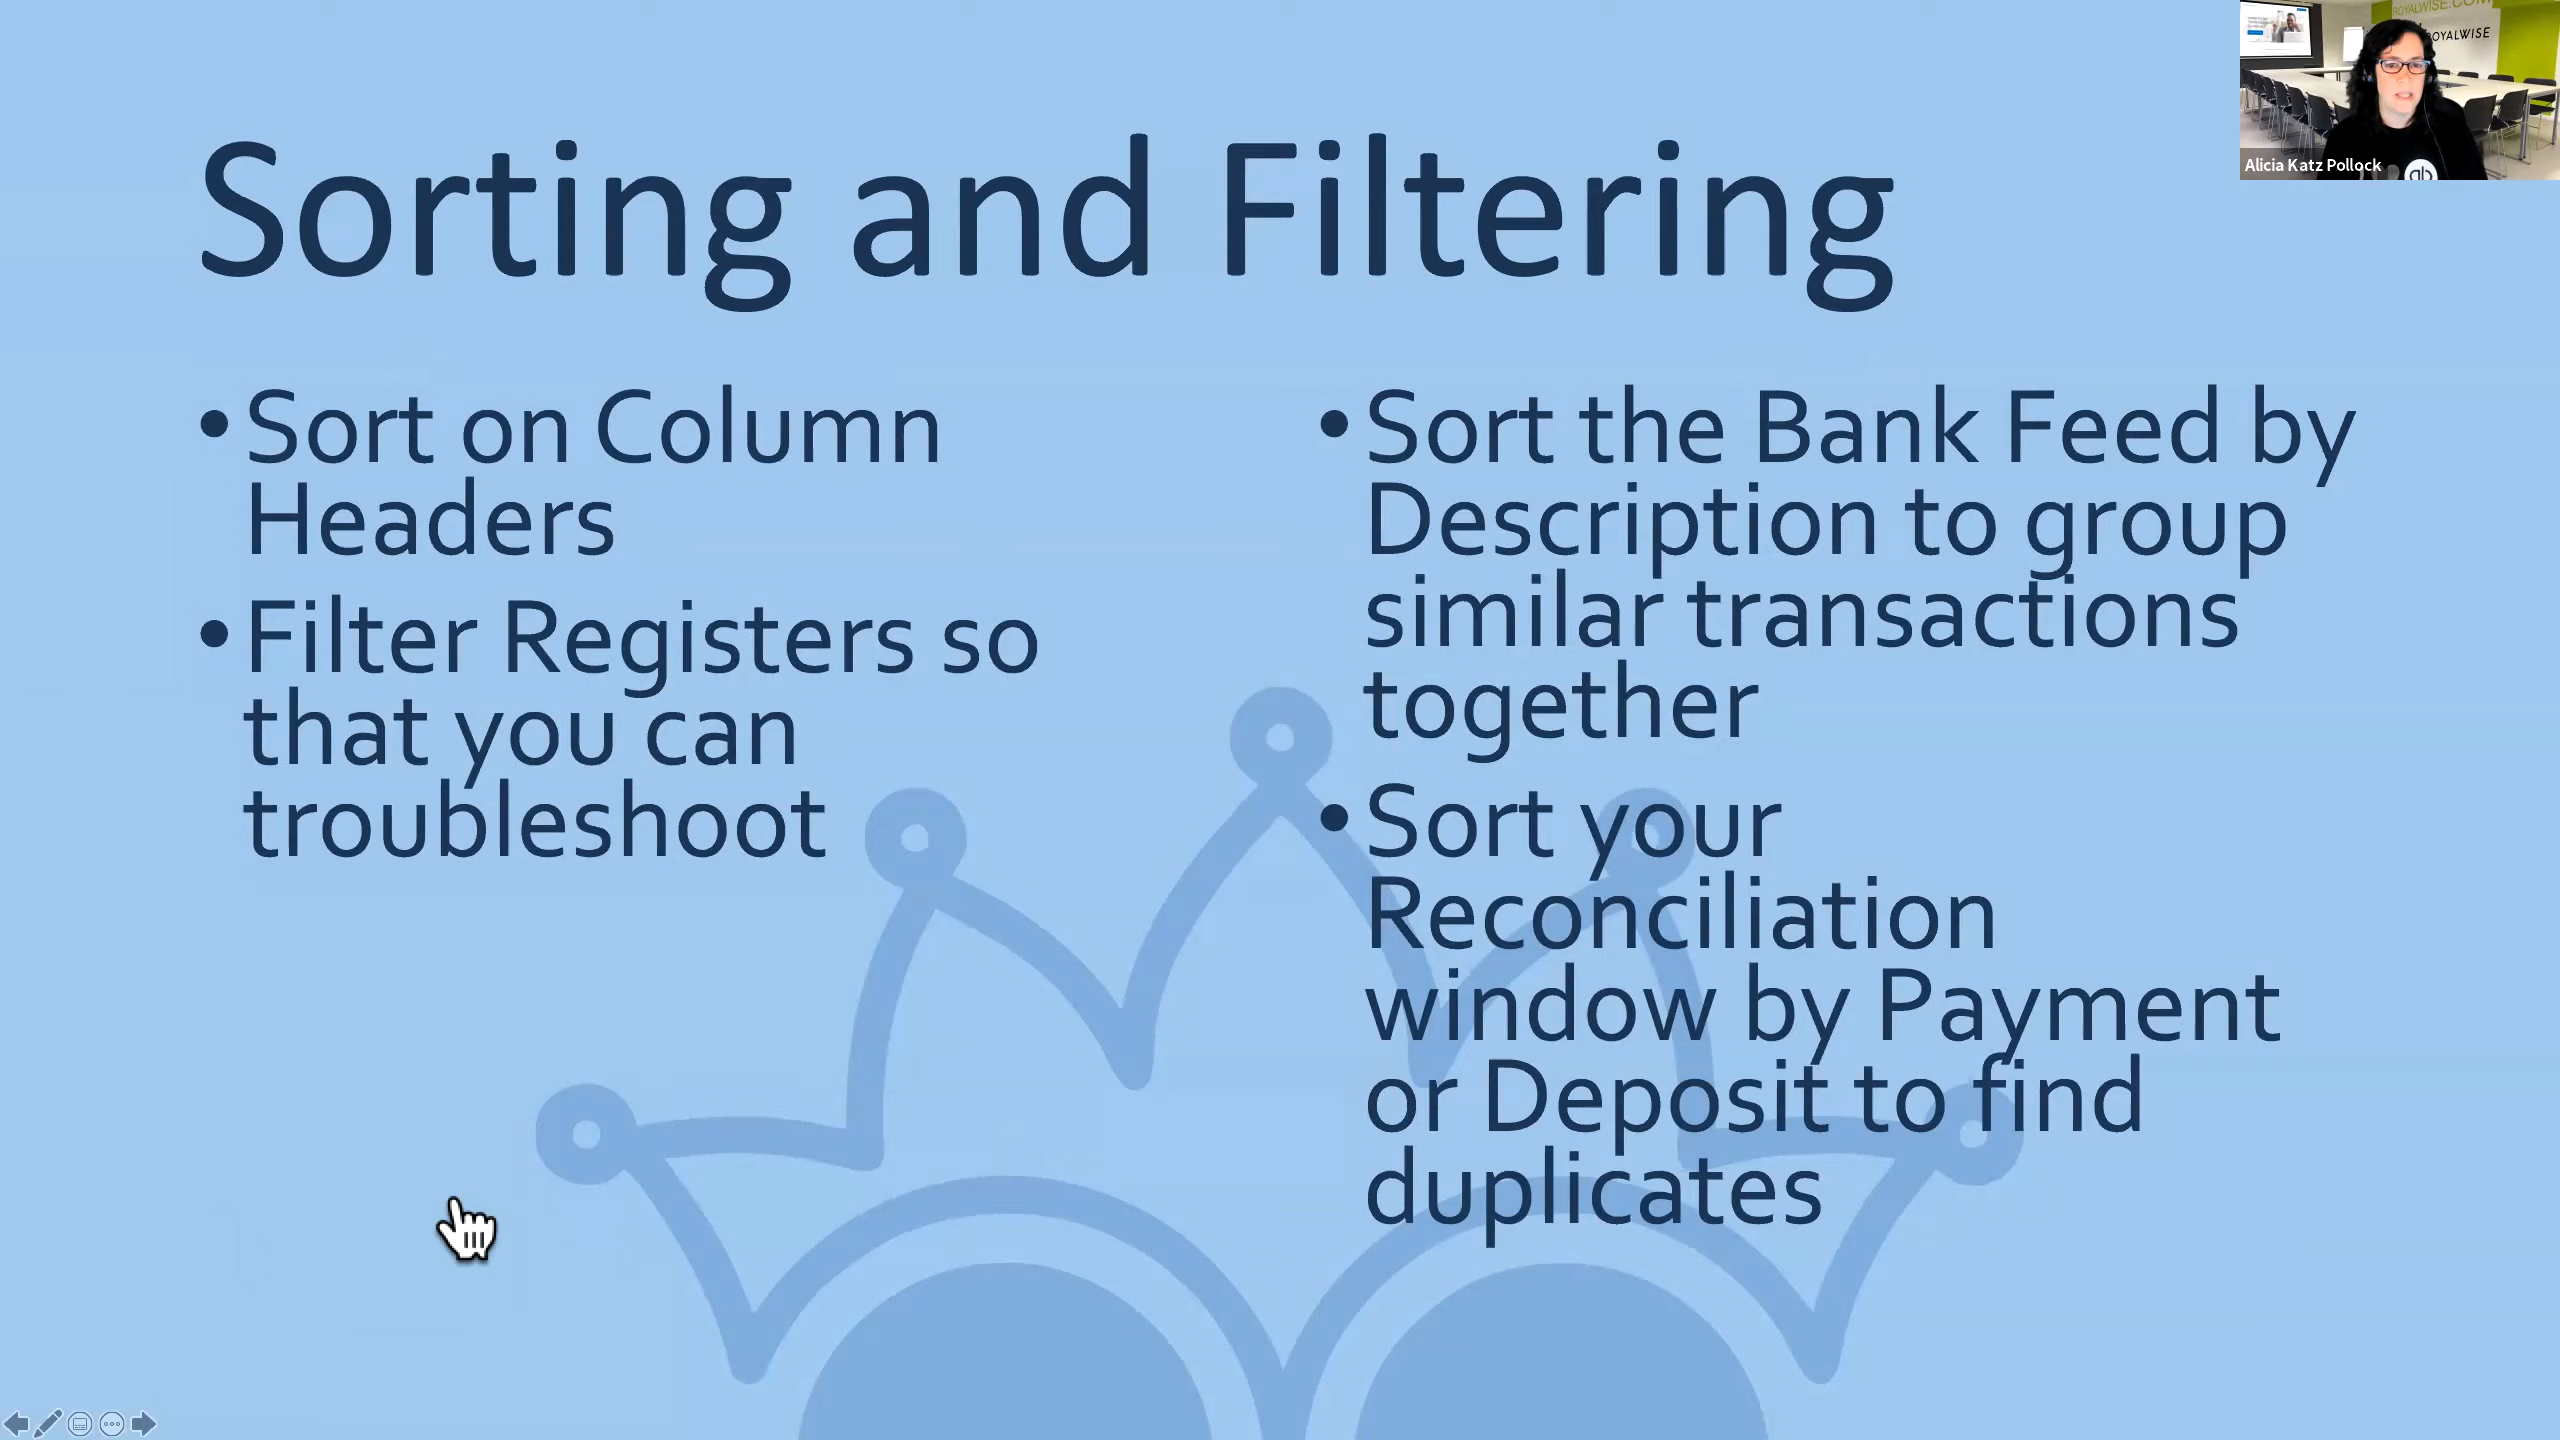 Sorting and Filtering
• Sort on Column
Headers
• Filter Registers so
that you can
troubleshoot
• Sort the Bank Feed by
Description to group
similar transactions
together
• Sort your
Reconciliation
window by Payment
or Deposit to find
duplicates
ROYALWISE.COM
ROYALWISE
Alicia Katz Pollock
qb